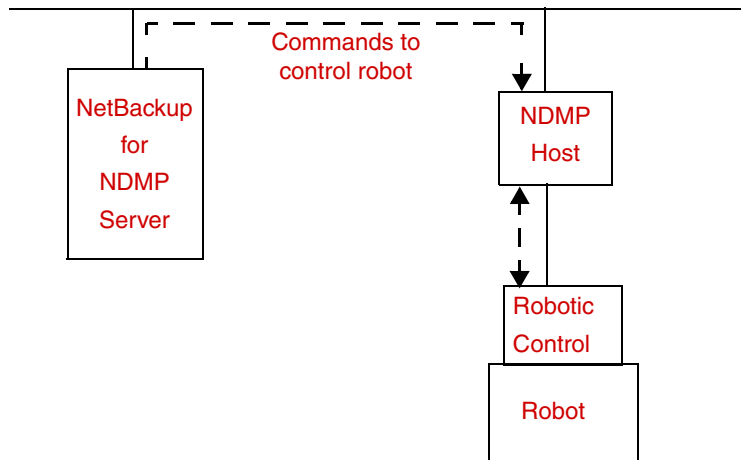 Commands to
control robot
NetBackup
for
NDMP
Server
NDMP
Host
Robotic
Control
Robot